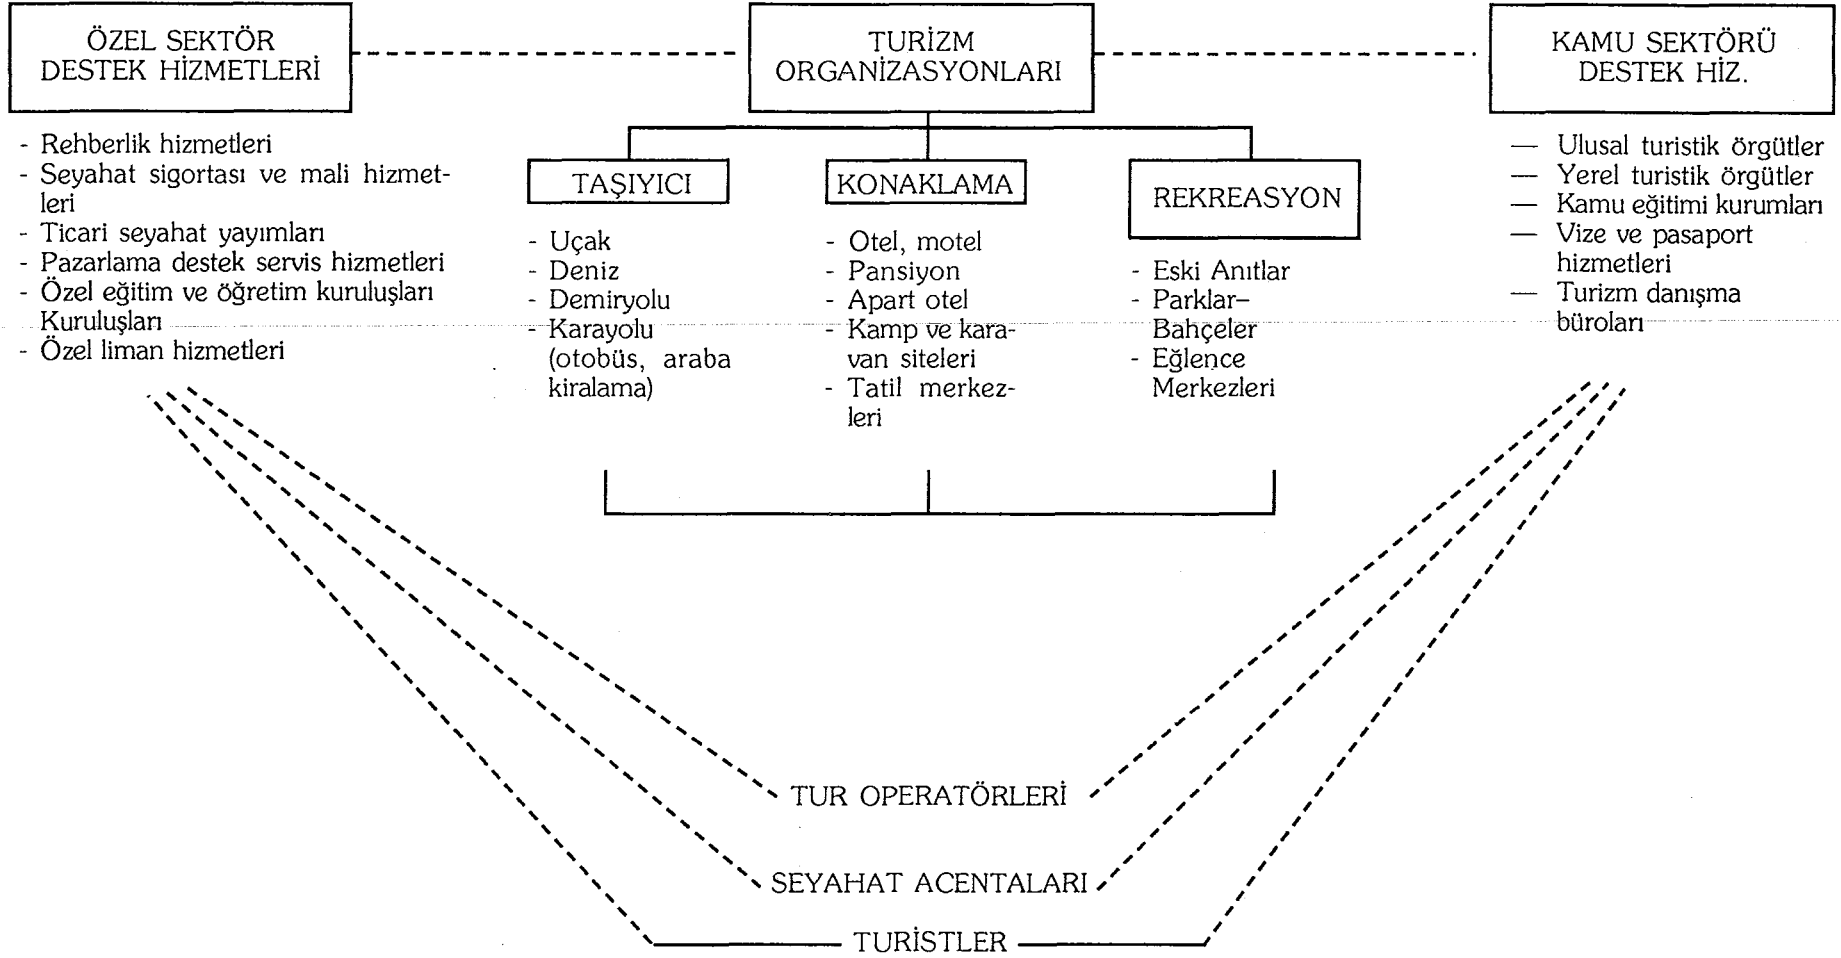 ÖZEL SEKTÖR
DESTEK HİZMETLERİ
- Rehberlik hizmetleri
- Seyahat sigortası ve mali hizmet-
leri
- Ticari seyahat yayımları
- Pazarlama destek servis hizmetleri
- Özel eğitim ve öğretim kuruluşları
Kuruluşları
- Özel liman hizmetleri
TURİZM
ORGANİZASYONLARI
TAŞIYICI
- Uçak
- Deniz
- Demiryolu
- Karayolu
(otobüs, araba
kiralama)
KONAKLAMA
- Otel, motel
- Pansiyon
- Apart otel
- Kamp ve kara-
van siteleri
- Tatil merkez-
leri
REKREASYON
- Eski Anıtlar
- Parklar–
Bahçeler
- Eğlence
Merkezleri
KAMU SEKTÖRÜ
DESTEK HİZ.
— Ulusal turistik örgütler
— Yerel turistik örgütler
— Kamu eğitimi kurumları
— Vize ve pasaport
hizmetleri
— Turizm danışma
büroları
TUR OPERATÖRLERİ
SEYAHAT ACENTALARI
TURİSTLER